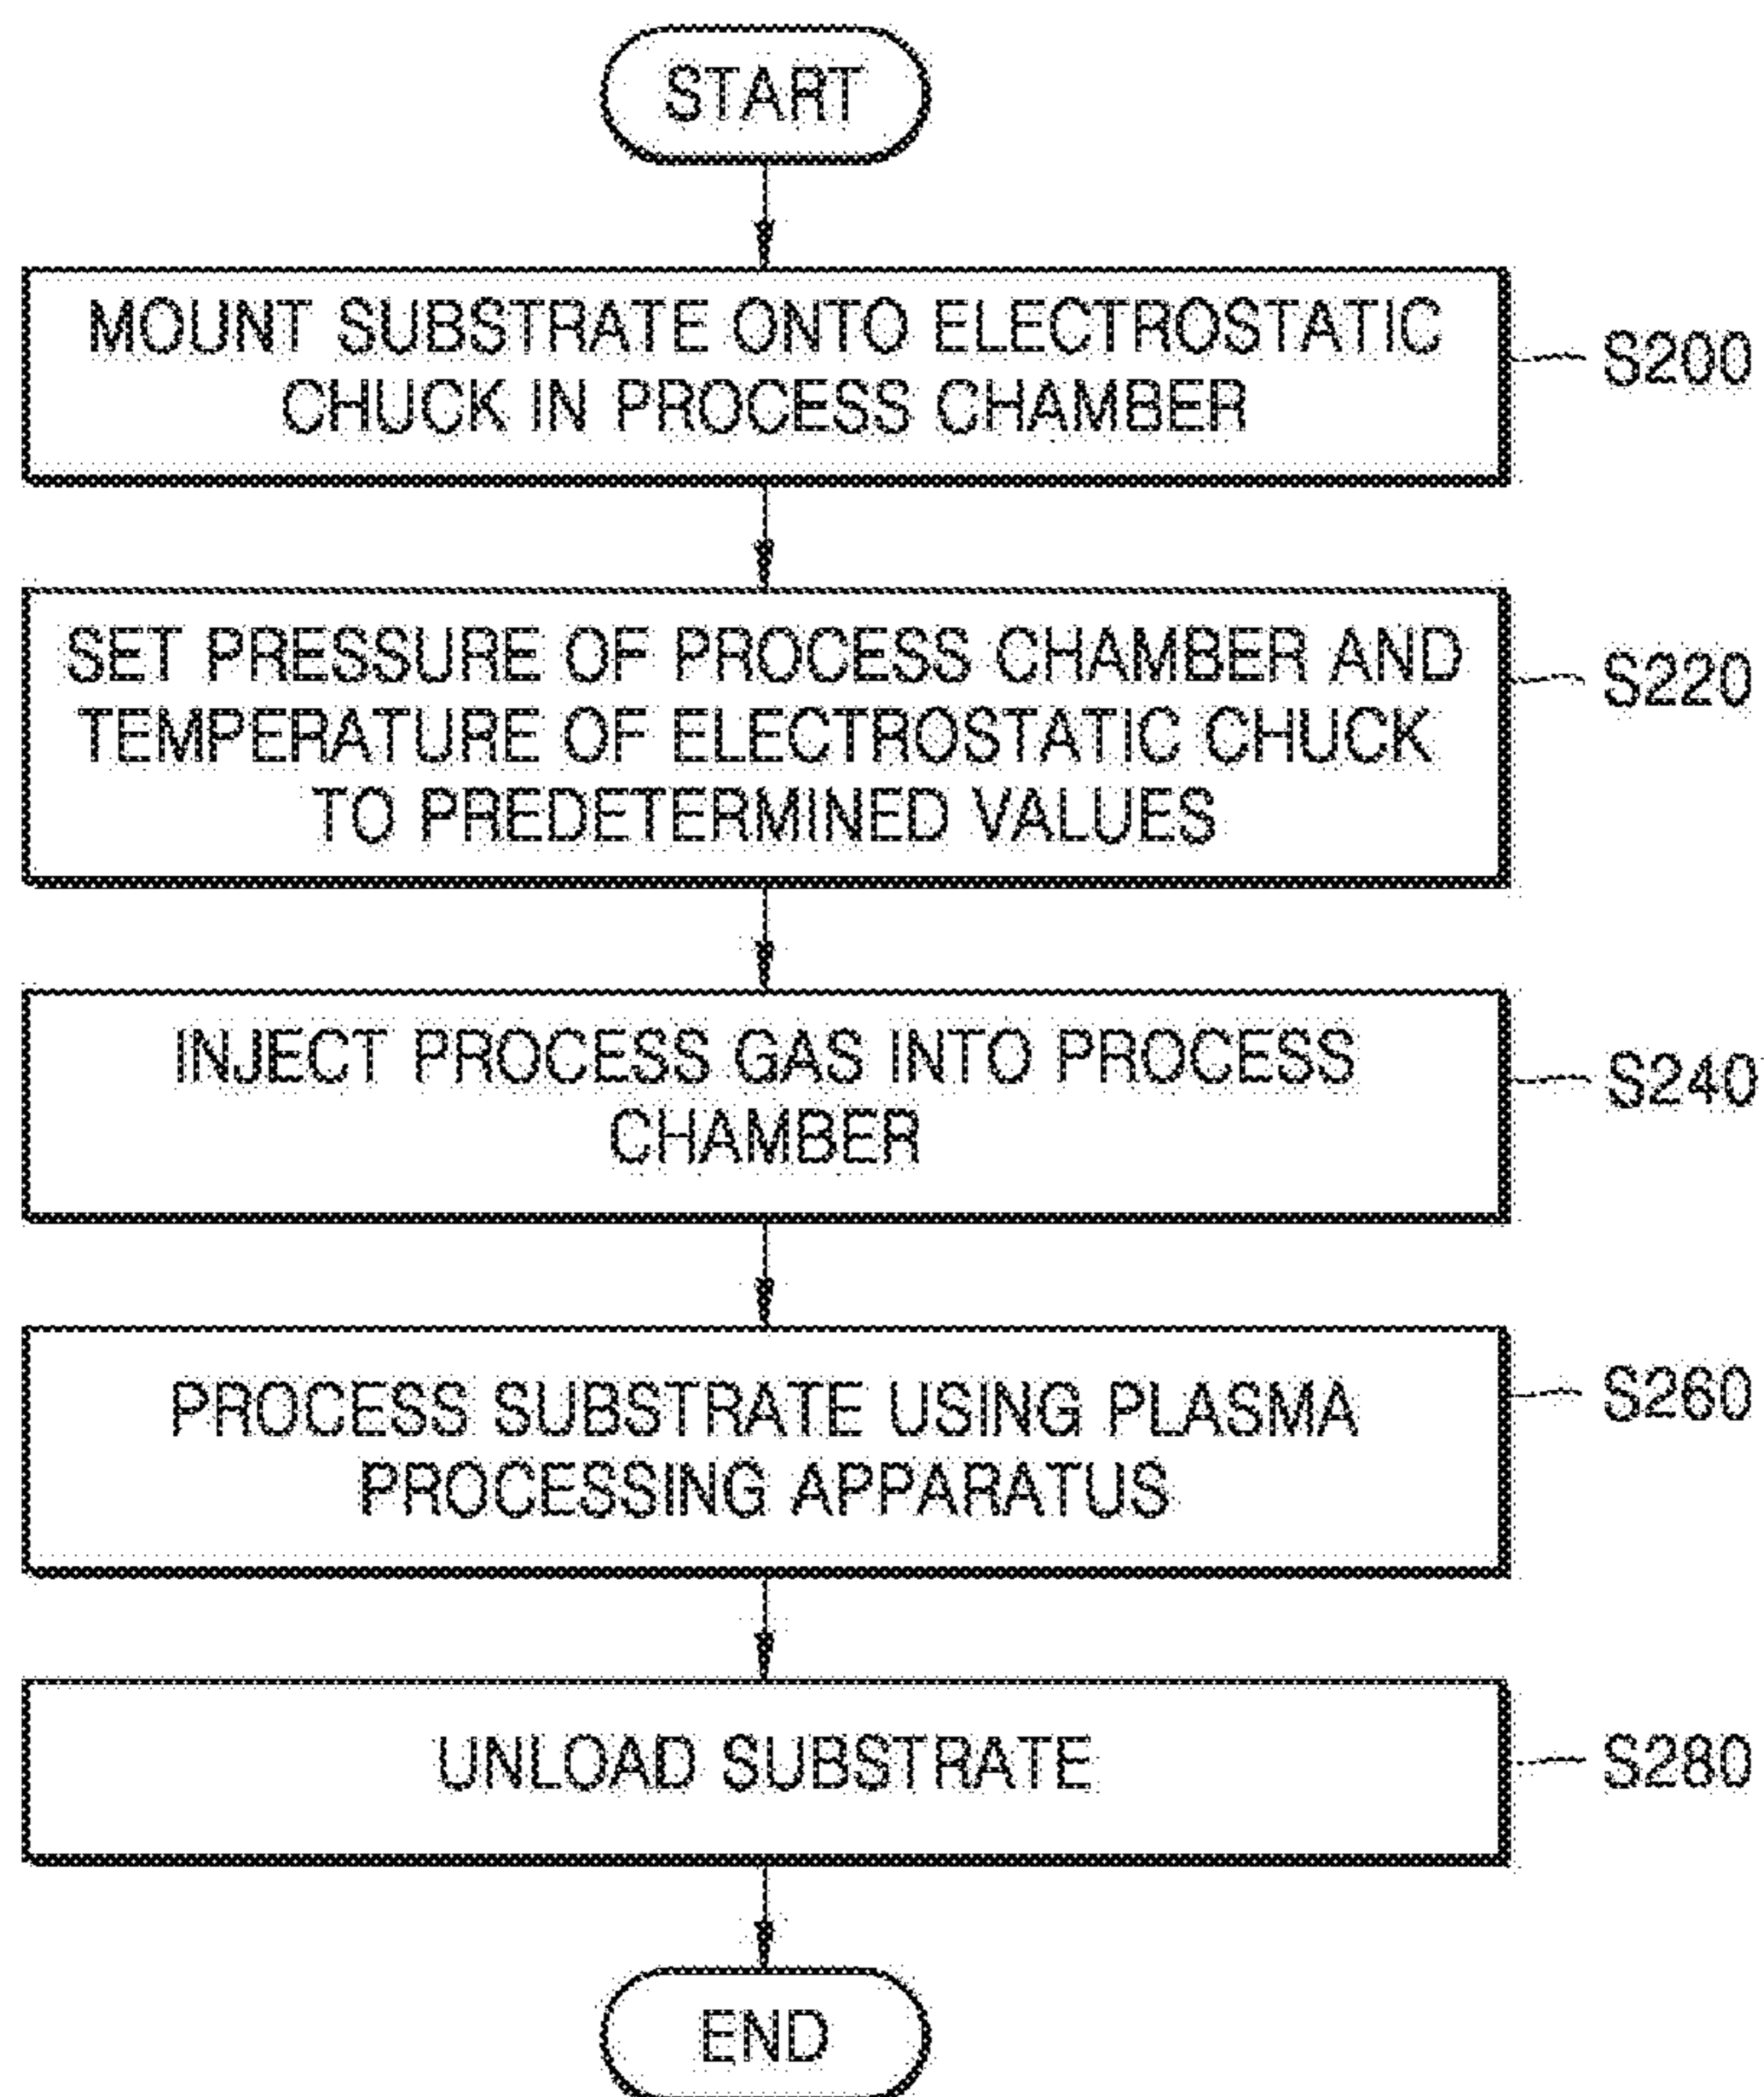 START
MOUNT SUBSTRATE ONTO ELECTROSTATIC
CHUCK IN PROCESS CHAMBER
S200
SET PRESSURE OF PROCESS CHAMBER AND
TEMPERATURE OF ELECTROSTATIC CHUCK
TO PREDETERMINED VALUES
S220
INJECT PROCESS GAS INTO PROCESS
CHAMBER
S240
PROCESS SUBSTRATE USING PLASMA
PROCESSING APPARATUS
S260
UNLOAD SUBSTRATE
S280
END